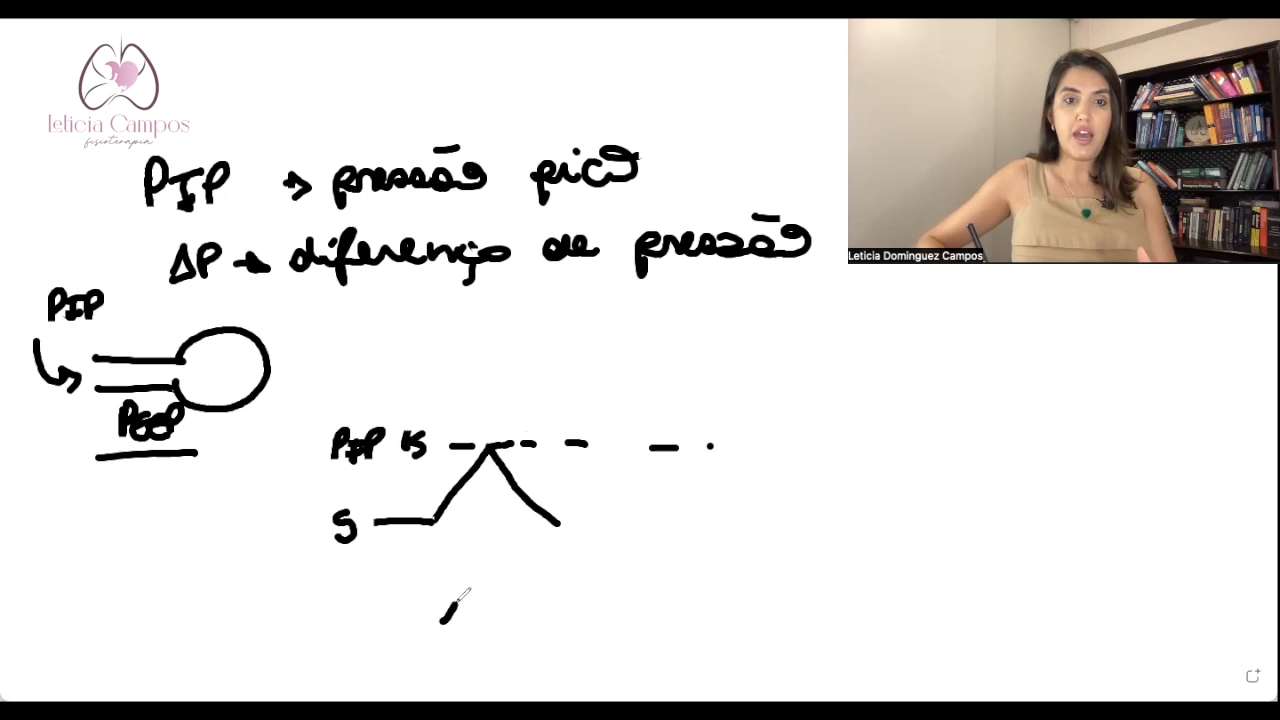 leticia Campos
fisioterapia
PIP → pressão pico
ΔP → diferença de pressão
PIP
PEEP
PIP 15
5
Leticia Dominguez Campos